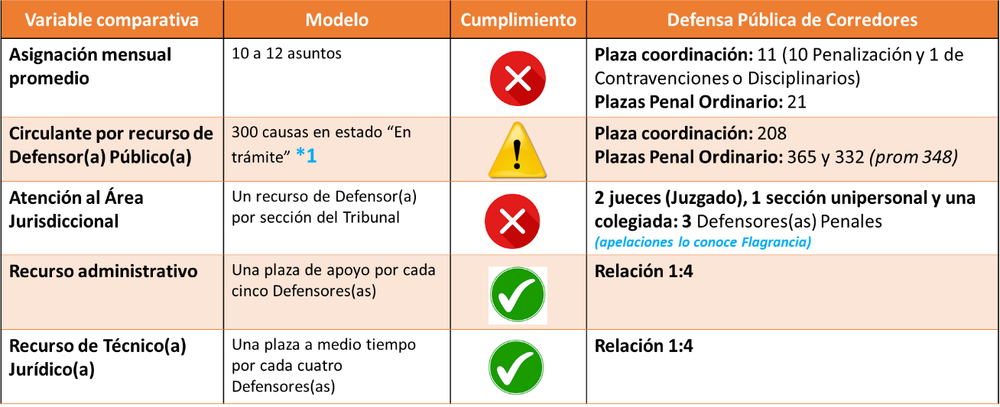 Variable comparativa
Modelo
Cumplimiento
Defensa Pública de Corredores
Asignación mensual
promedio
10 a 12 asuntos
Plaza coordinación: 11 (10 Penalización y 1 de
Contravenciones o Disciplinarios)
Plazas Penal Ordinario: 21
Circulante por recurso de
Defensor(a) Público(a)
300 causas en estado “En
trámite” *1
Plaza coordinación: 208
Plazas Penal Ordinario: 365 y 332 (prom 348)
Atención al Área
Jurisdiccional
Un recurso de Defensor(a)
por sección del Tribunal
2 jueces (Juzgado), 1 sección unipersonal y una
colegiada: 3 Defensores(as) Penales
(apelaciones lo conoce Flagrancia)
Recurso administrativo
Una plaza de apoyo por cada
cinco Defensores(as)
Relación 1:4
Recurso de Técnico(a)
Jurídico(a)
Una plaza a medio tiempo
por cada cuatro
Defensores(as)
Relación 1:4